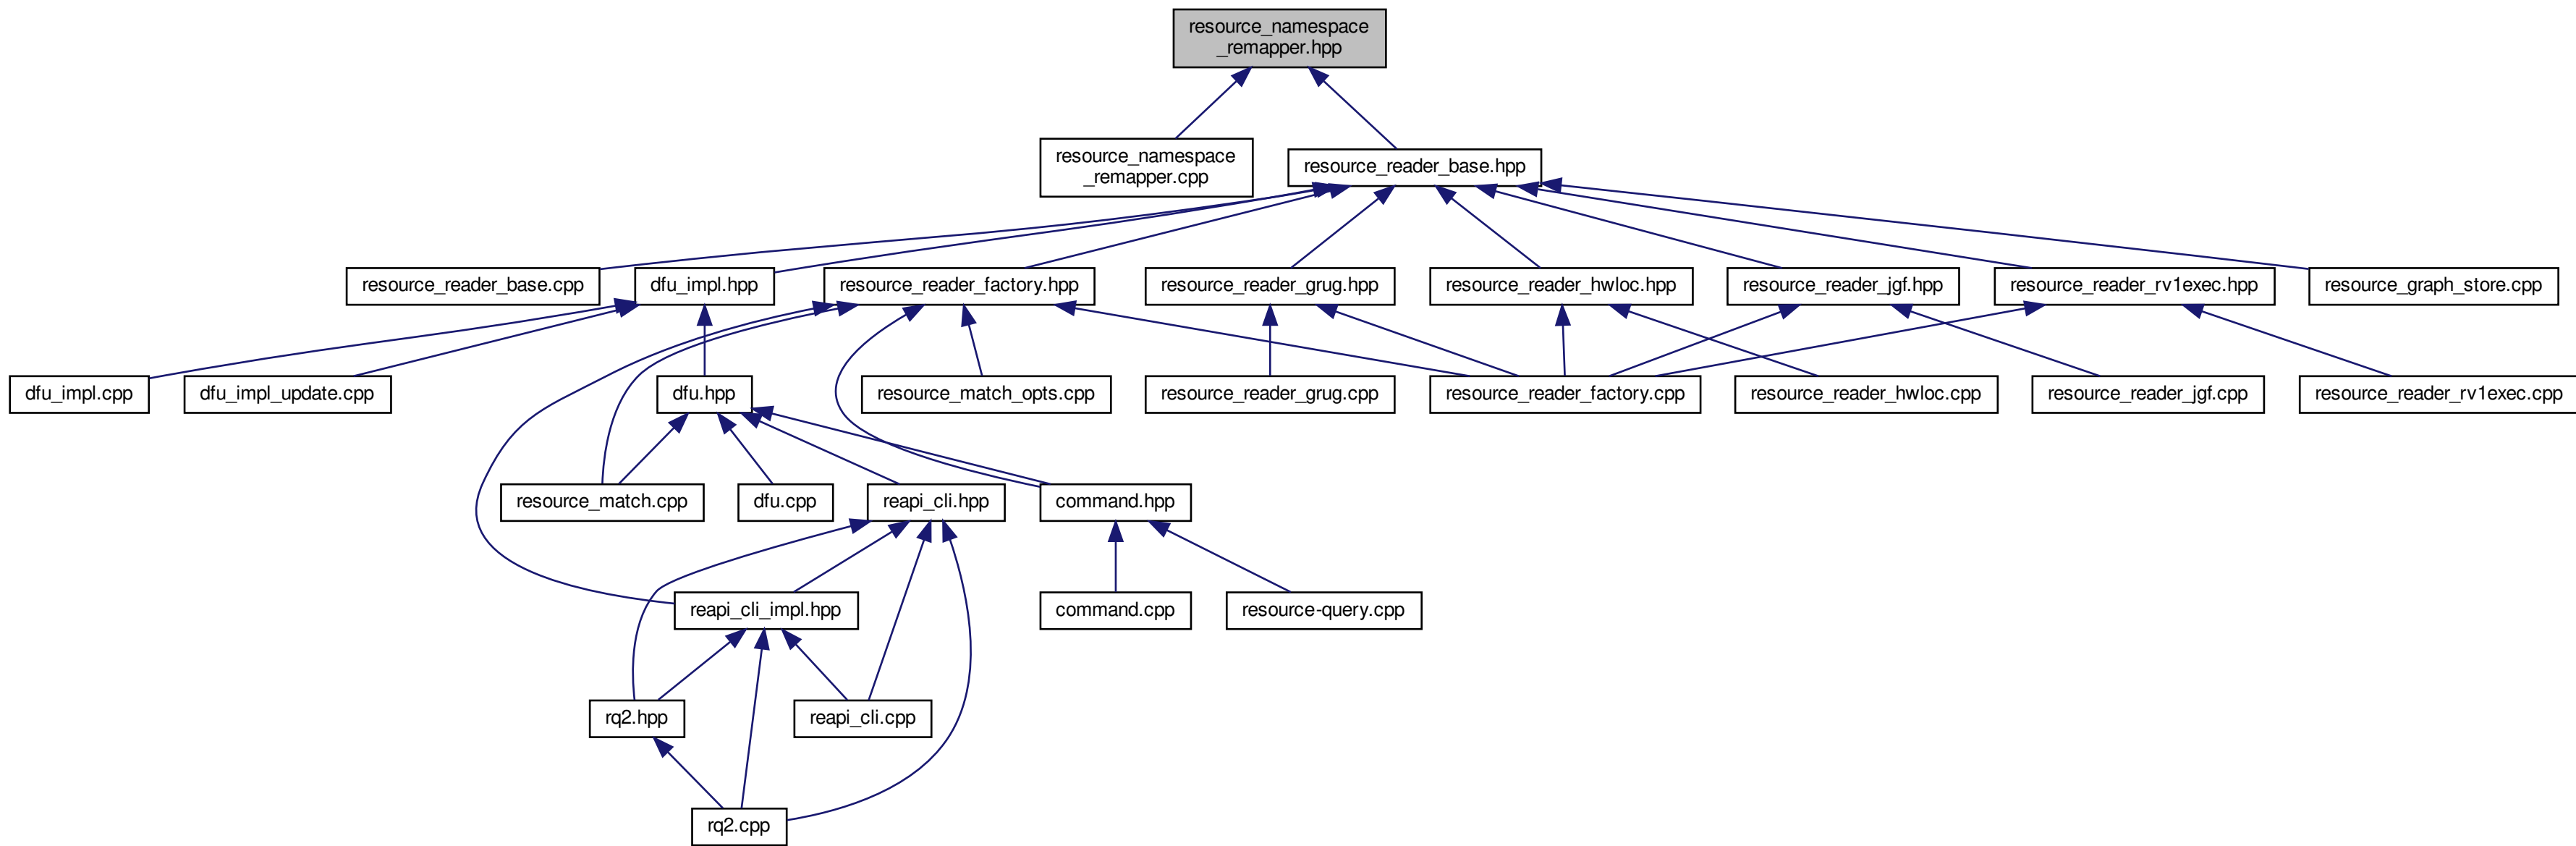 resource_namespace
_remapper.hpp
resource_namespace
_remapper.cpp
resource_reader_base.hpp
resource_reader_base.cpp
dfu_impl.hpp
resource_reader_factory.hpp
resource_reader_grug.hpp
resource_reader_hwloc.hpp
resource_reader_jgf.hpp
resource_reader_rv1exec.hpp
resource_graph_store.cpp
dfu_impl.cpp
dfu_impl_update.cpp
dfu.hpp
resource_match_opts.cpp
resource_reader_grug.cpp
resource_reader_factory.cpp
resource_reader_hwloc.cpp
resource_reader_jgf.cpp
resource_reader_rv1exec.cpp
resource_match.cpp
dfu.cpp
reapi_cli.hpp
command.hpp
reapi_cli_impl.hpp
command.cpp
resource-query.cpp
rq2.hpp
reapi_cli.cpp
rq2.cpp